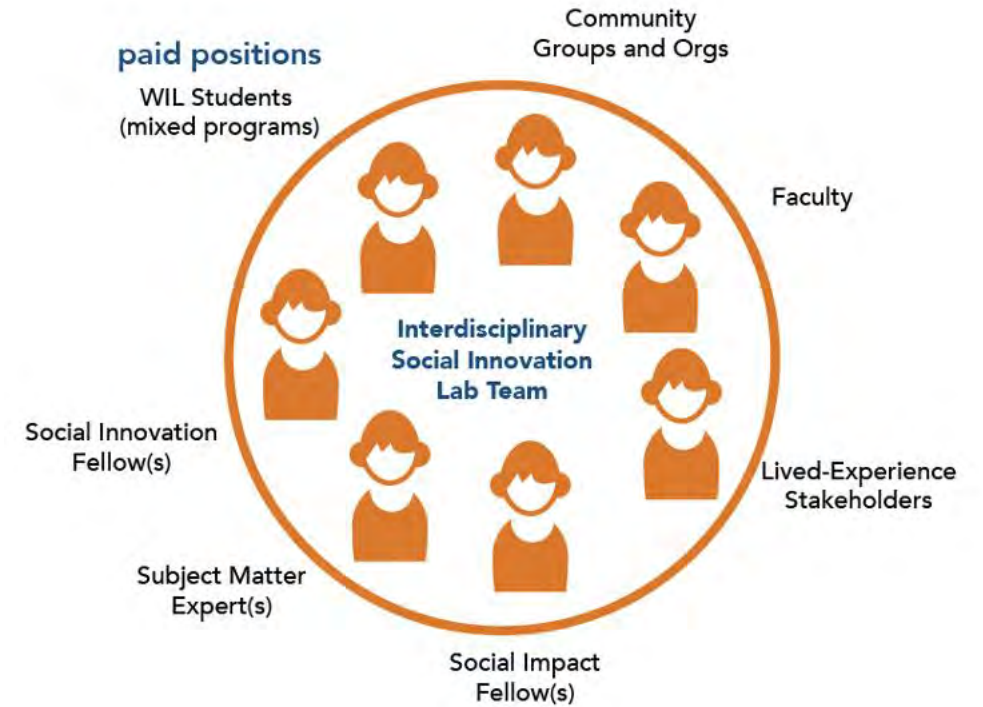 Community
Groups and Orgs
paid positions
WIL Students
(mixed programs)
Faculty
Interdisciplinary
Social Innovation
Lab Team
Social Innovation
Fellow(s)
Lived-Experience
Stakeholders
Subject Matter
Expert(s)
Social Impact
Fellow(s)